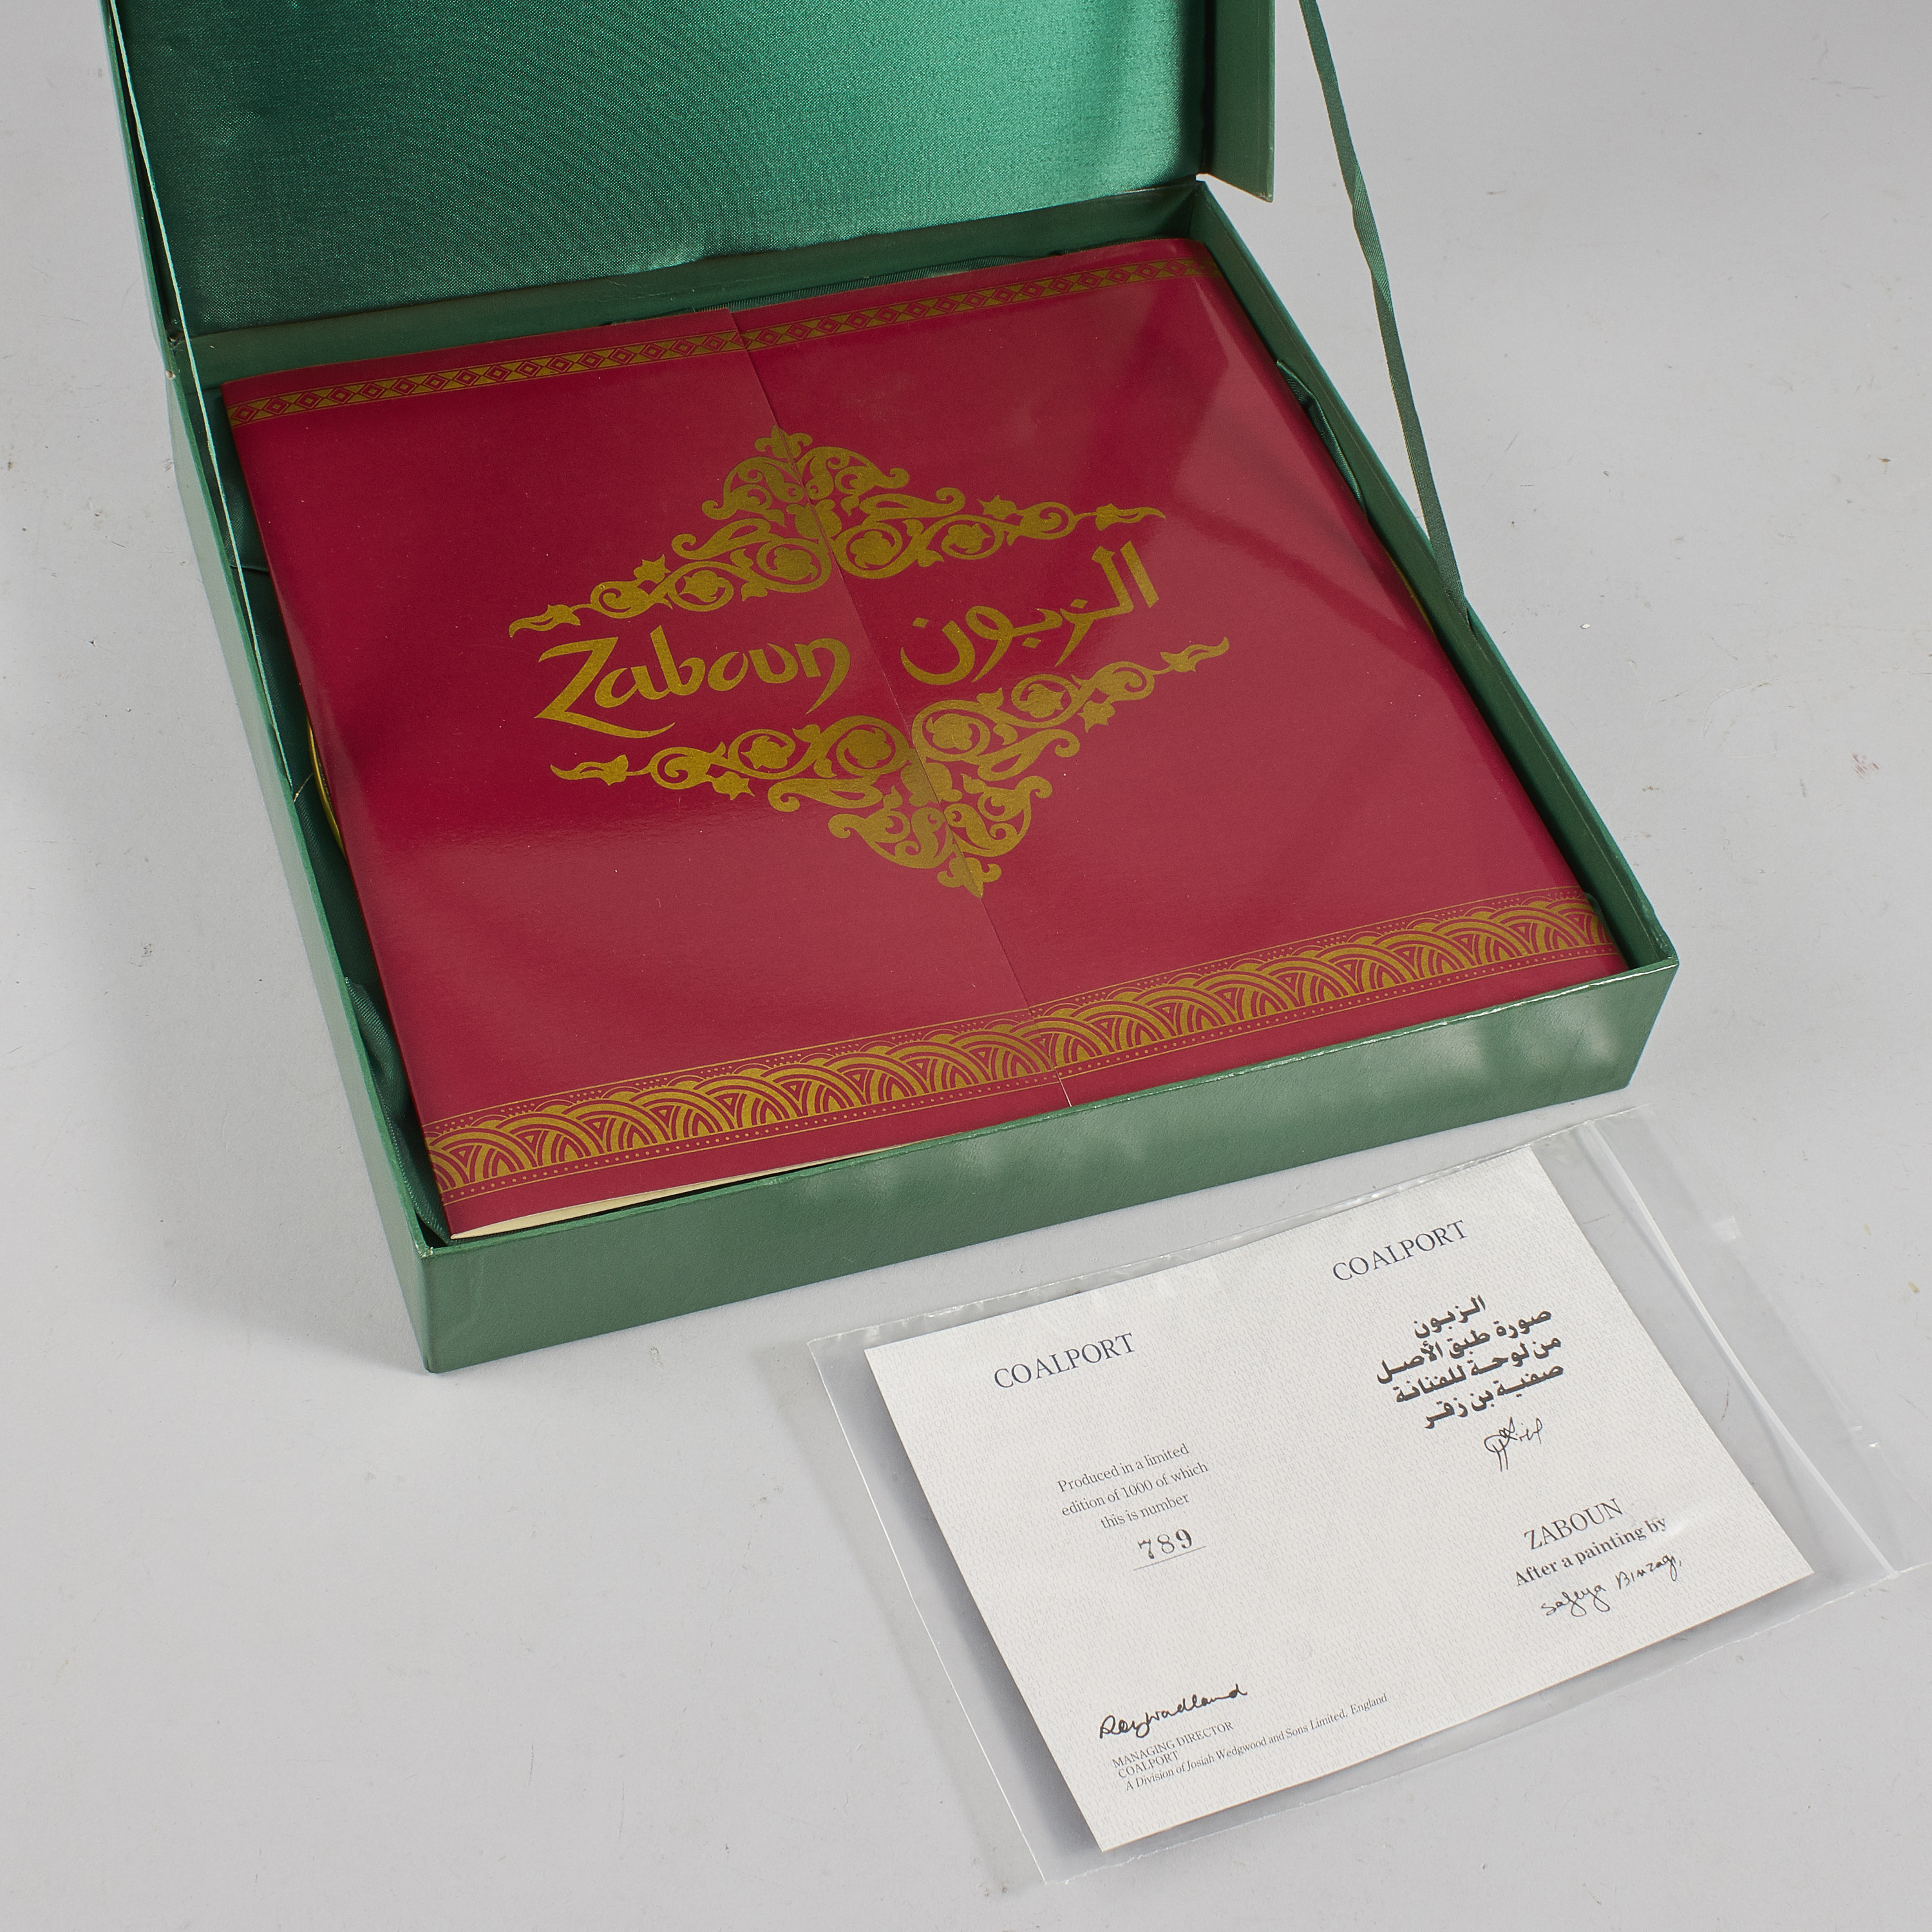 Zaboun الزبون
COALPORT
Produced in a limited
edition of 1000 of which
this is number
789
MANAGING DIRECTOR
COALPORT
A Division of Josiah Wedgwood and Sons Limited, England
COALPORT
الزبون
صورة طبق الأصل
من لوحة للفنانة
صفية بن زقر
ZABOUN
After a painting by
Safeya Binzagr